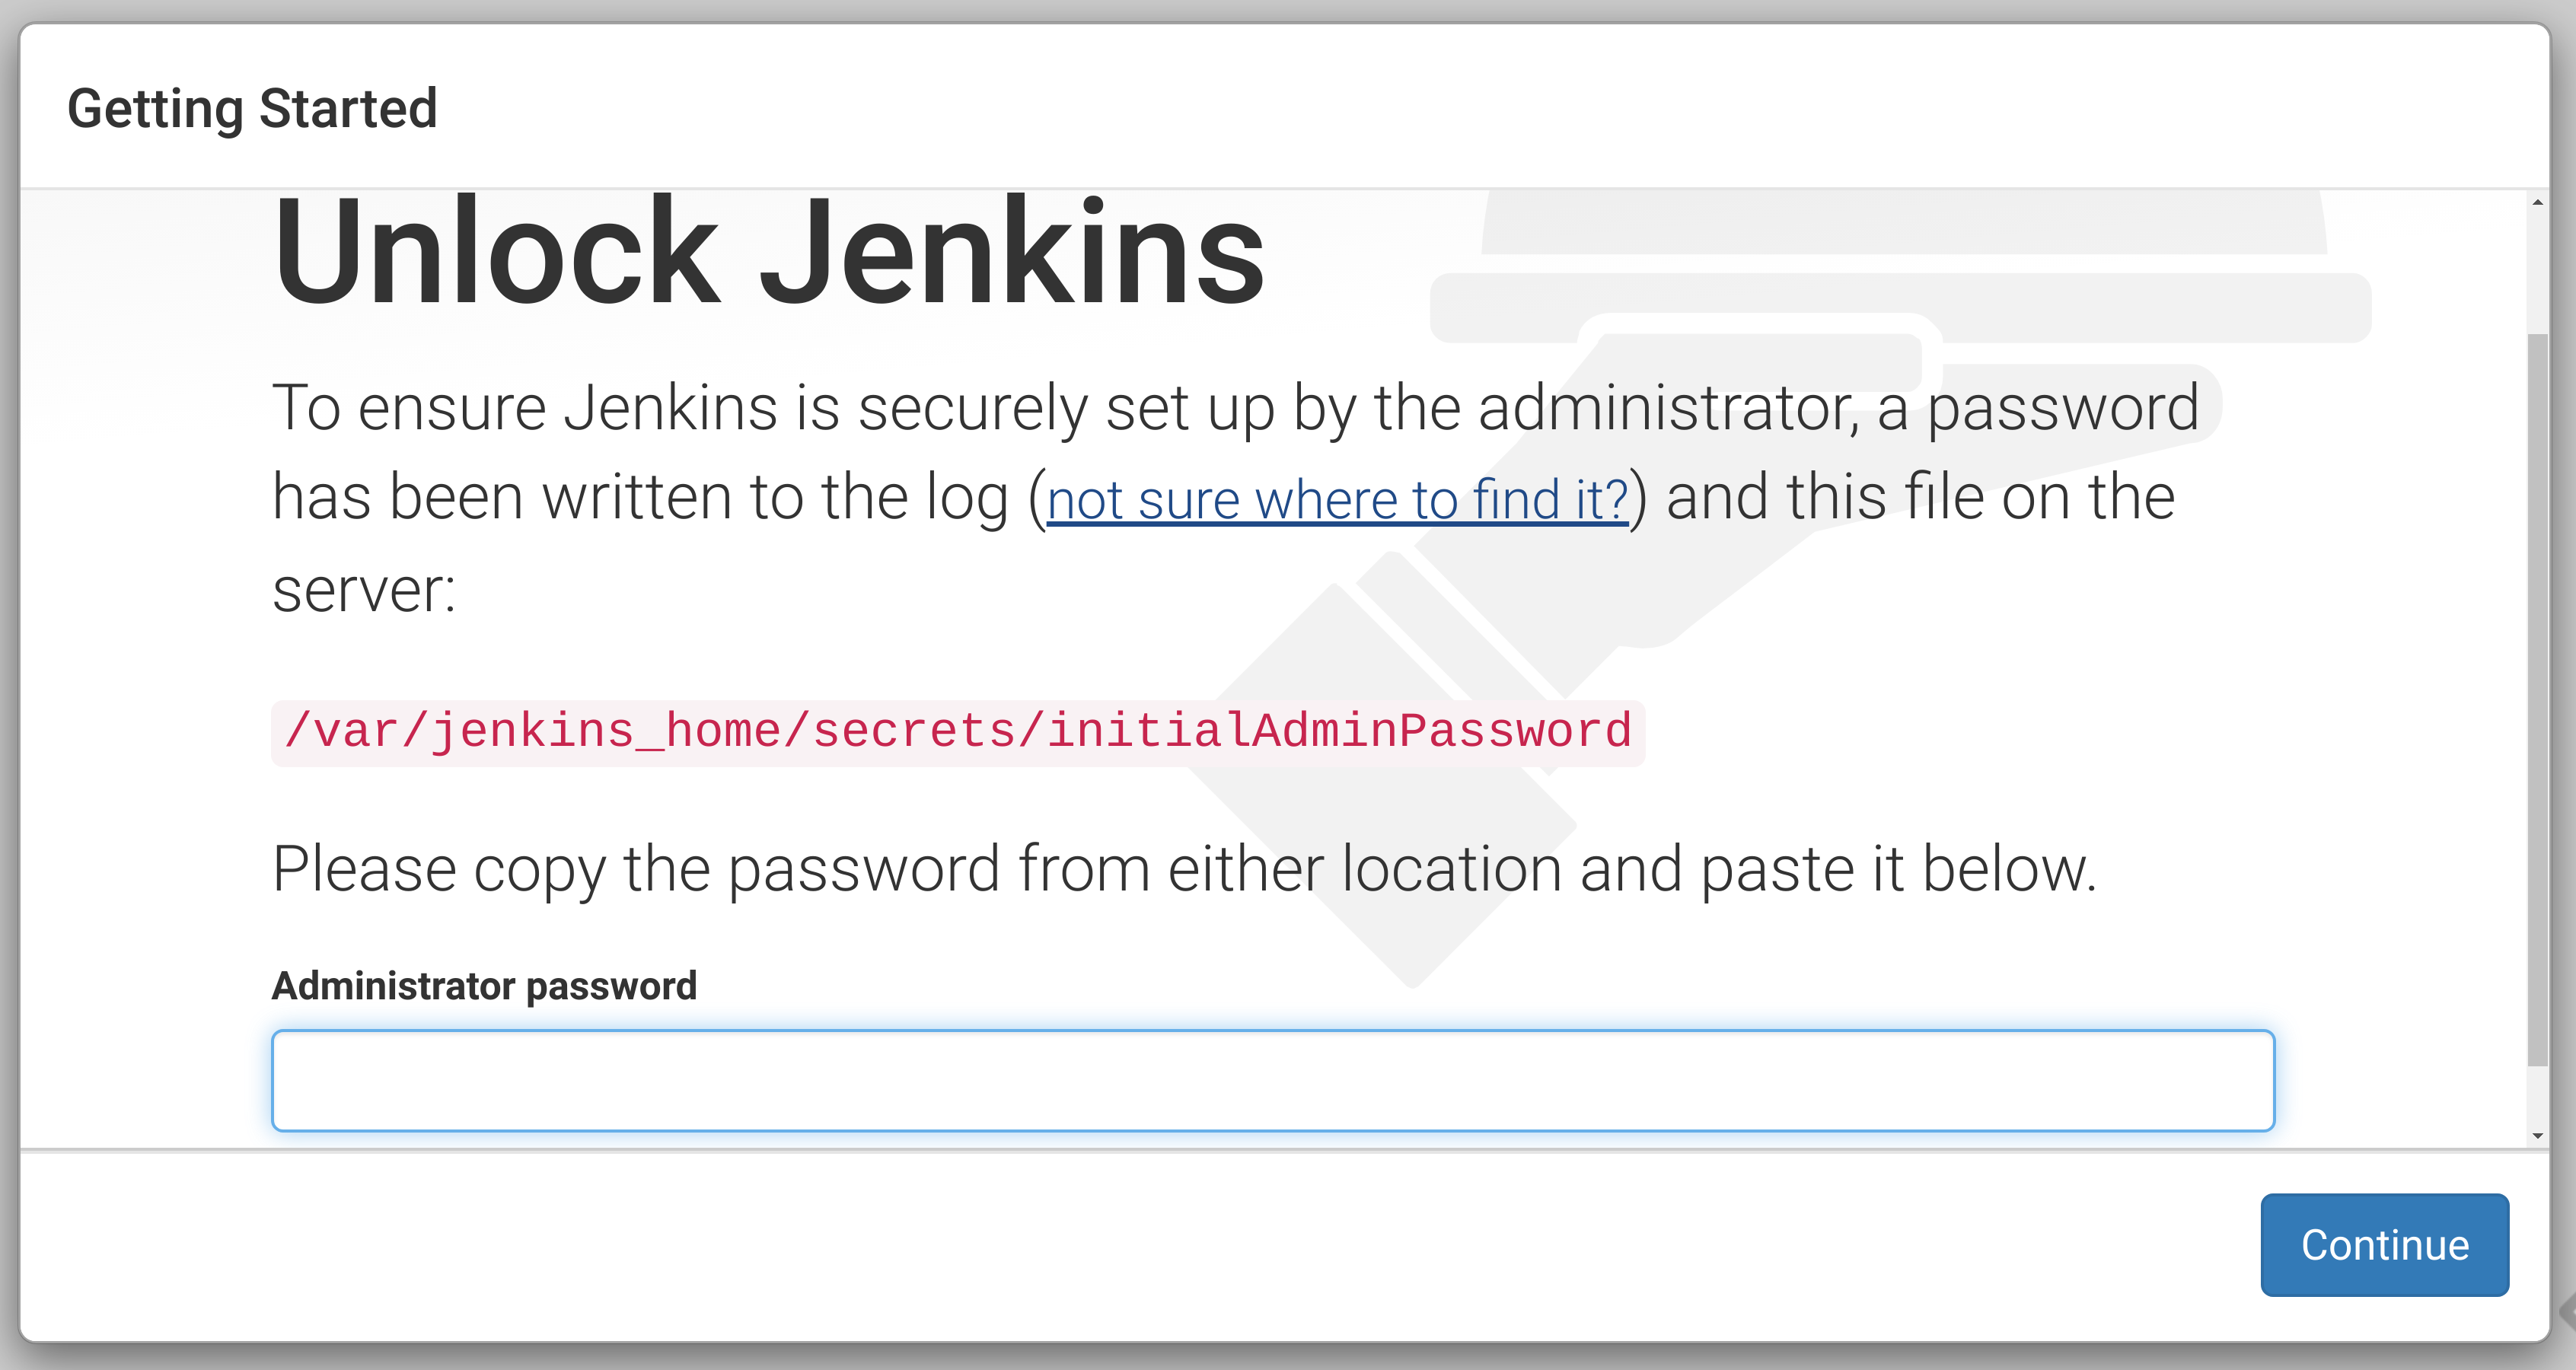 Getting Started
Unlock Jenkins
To ensure Jenkins is securely set up by the administrator, a password
has been written to the log (not sure where to find it?) and this file on the
server:
/var/jenkins_home/secrets/initialAdminPassword
Please copy the password from either location and paste it below.
Administrator password
Continue